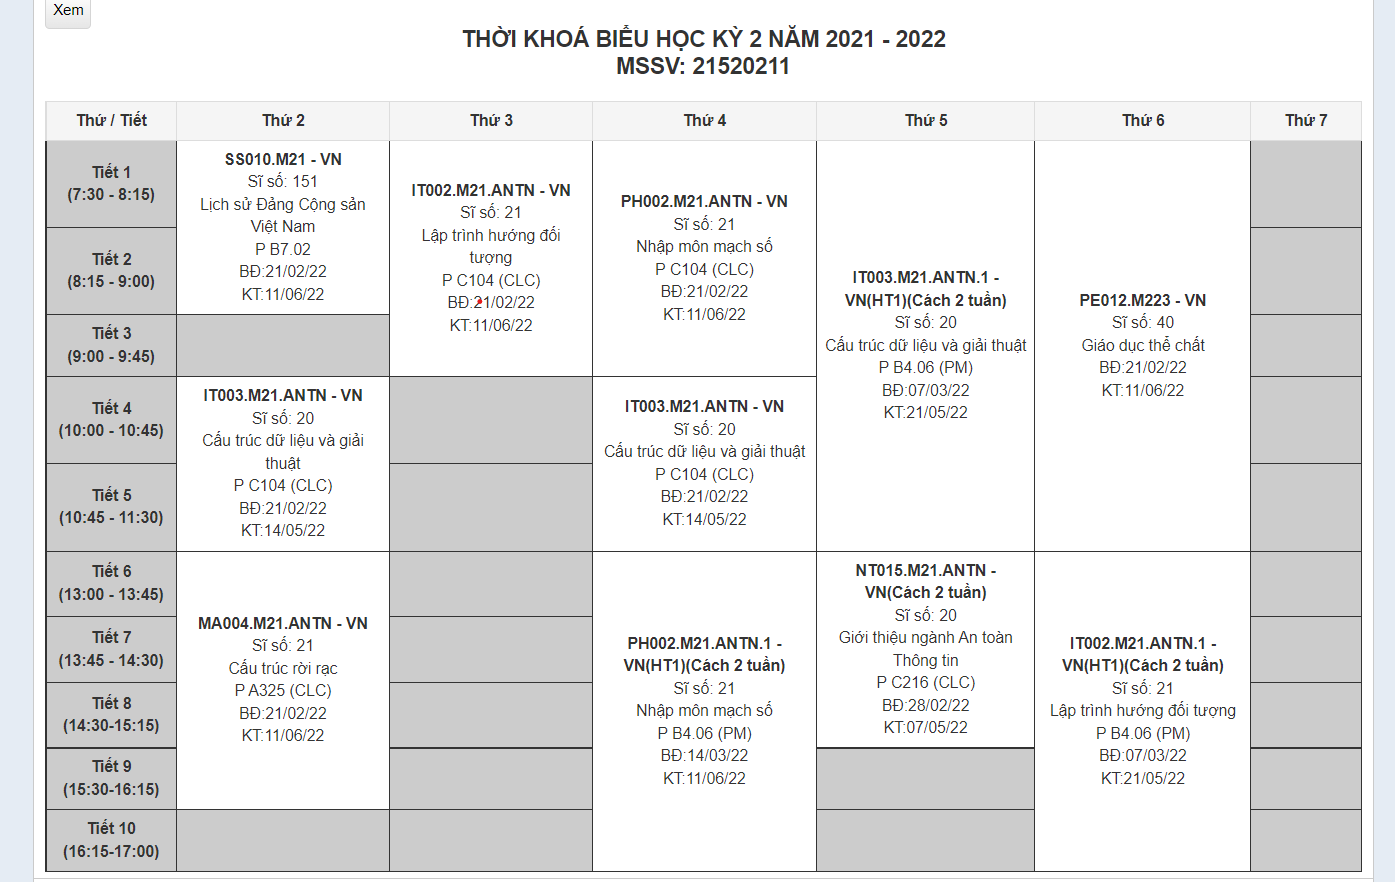 Xem
THỜI KHOÁ BIỂU HỌC KỲ 2 NĂM 2021 - 2022
MSSV: 21520211
Thứ / Tiết
Thứ 2
Thứ 3
Thứ 4
Thứ 5
Thứ 6
Thứ 7
Tiết 1
(7:30 - 8:15)
SS010.M21 - VN
Sĩ số: 151
Lịch sử Đảng Cộng sản
Việt Nam
P B7.02
BĐ:21/02/22
KT:11/06/22
IT002.M21.ANTN - VN
Sĩ số: 21
Lập trình hướng đối
tượng
P C104 (CLC)
BĐ:21/02/22
KT:11/06/22
PH002.M21.ANTN - VN
Sĩ số: 21
Nhập môn mạch số
P C104 (CLC)
BĐ:21/02/22
KT:11/06/22
IT003.M21.ANTN.1 -
VN(HT1)(Cách 2 tuần)
Sĩ số: 20
Cấu trúc dữ liệu và giải thuật
P B4.06 (PM)
BĐ:07/03/22
KT:21/05/22
PE012.M223 - VN
Sĩ số: 40
Giáo dục thể chất
BĐ:21/02/22
KT:11/06/22
Tiết 2
(8:15 - 9:00)
Tiết 3
(9:00 - 9:45)
Tiết 4
(10:00 - 10:45)
IT003.M21.ANTN - VN
Sĩ số: 20
Cấu trúc dữ liệu và giải
thuật
P C104 (CLC)
BĐ:21/02/22
KT:14/05/22
IT003.M21.ANTN - VN
Sĩ số: 20
Cấu trúc dữ liệu và giải thuật
P C104 (CLC)
BĐ:21/02/22
KT:14/05/22
Tiết 5
(10:45 - 11:30)
Tiết 6
(13:00 - 13:45)
MA004.M21.ANTN - VN
Sĩ số: 21
Cấu trúc rời rạc
P A325 (CLC)
BĐ:21/02/22
KT:11/06/22
PH002.M21.ANTN.1 -
VN(HT1)(Cách 2 tuần)
Sĩ số: 21
Nhập môn mạch số
P B4.06 (PM)
BĐ:14/03/22
KT:11/06/22
NT015.M21.ANTN -
VN(Cách 2 tuần)
Sĩ số: 20
Giới thiệu ngành An toàn
Thông tin
P C216 (CLC)
BĐ:28/02/22
KT:07/05/22
IT002.M21.ANTN.1 -
VN(HT1)(Cách 2 tuần)
Sĩ số: 21
Lập trình hướng đối tượng
P B4.06 (PM)
BĐ:07/03/22
KT:21/05/22
Tiết 7
(13:45 - 14:30)
Tiết 8
(14:30-15:15)
Tiết 9
(15:30-16:15)
Tiết 10
(16:15-17:00)